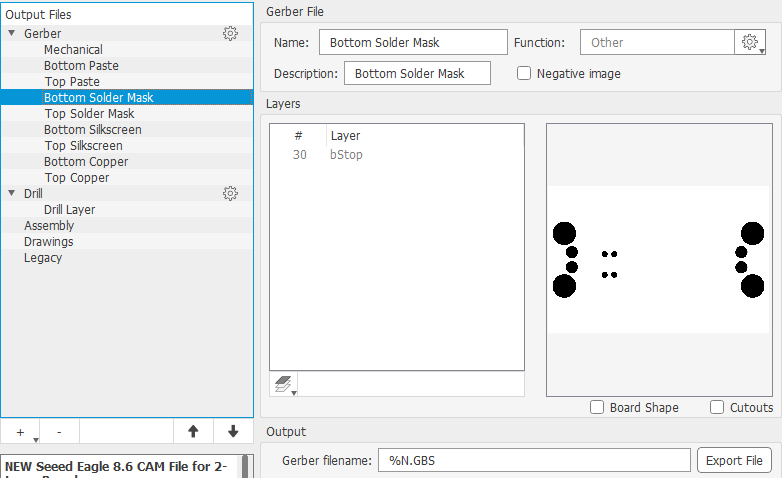 Output Files
Gerber
Mechanical
Bottom Paste
Top Paste
Bottom Solder Mask
Top Solder Mask
Bottom Silkscreen
Top Silkscreen
Bottom Copper
Top Copper
Drill
Drill Layer
Assembly
Drawings
Legacy
+ -
NEW Seeed Eagle 8.6 CAM File for 2-
Gerber File
Name: Bottom Solder Mask Function: Other
Description: Bottom Solder Mask Negative image
Layers
# Layer
30 bStop
Board Shape Cutouts
Output
Gerber filename: %N.GBS Export File